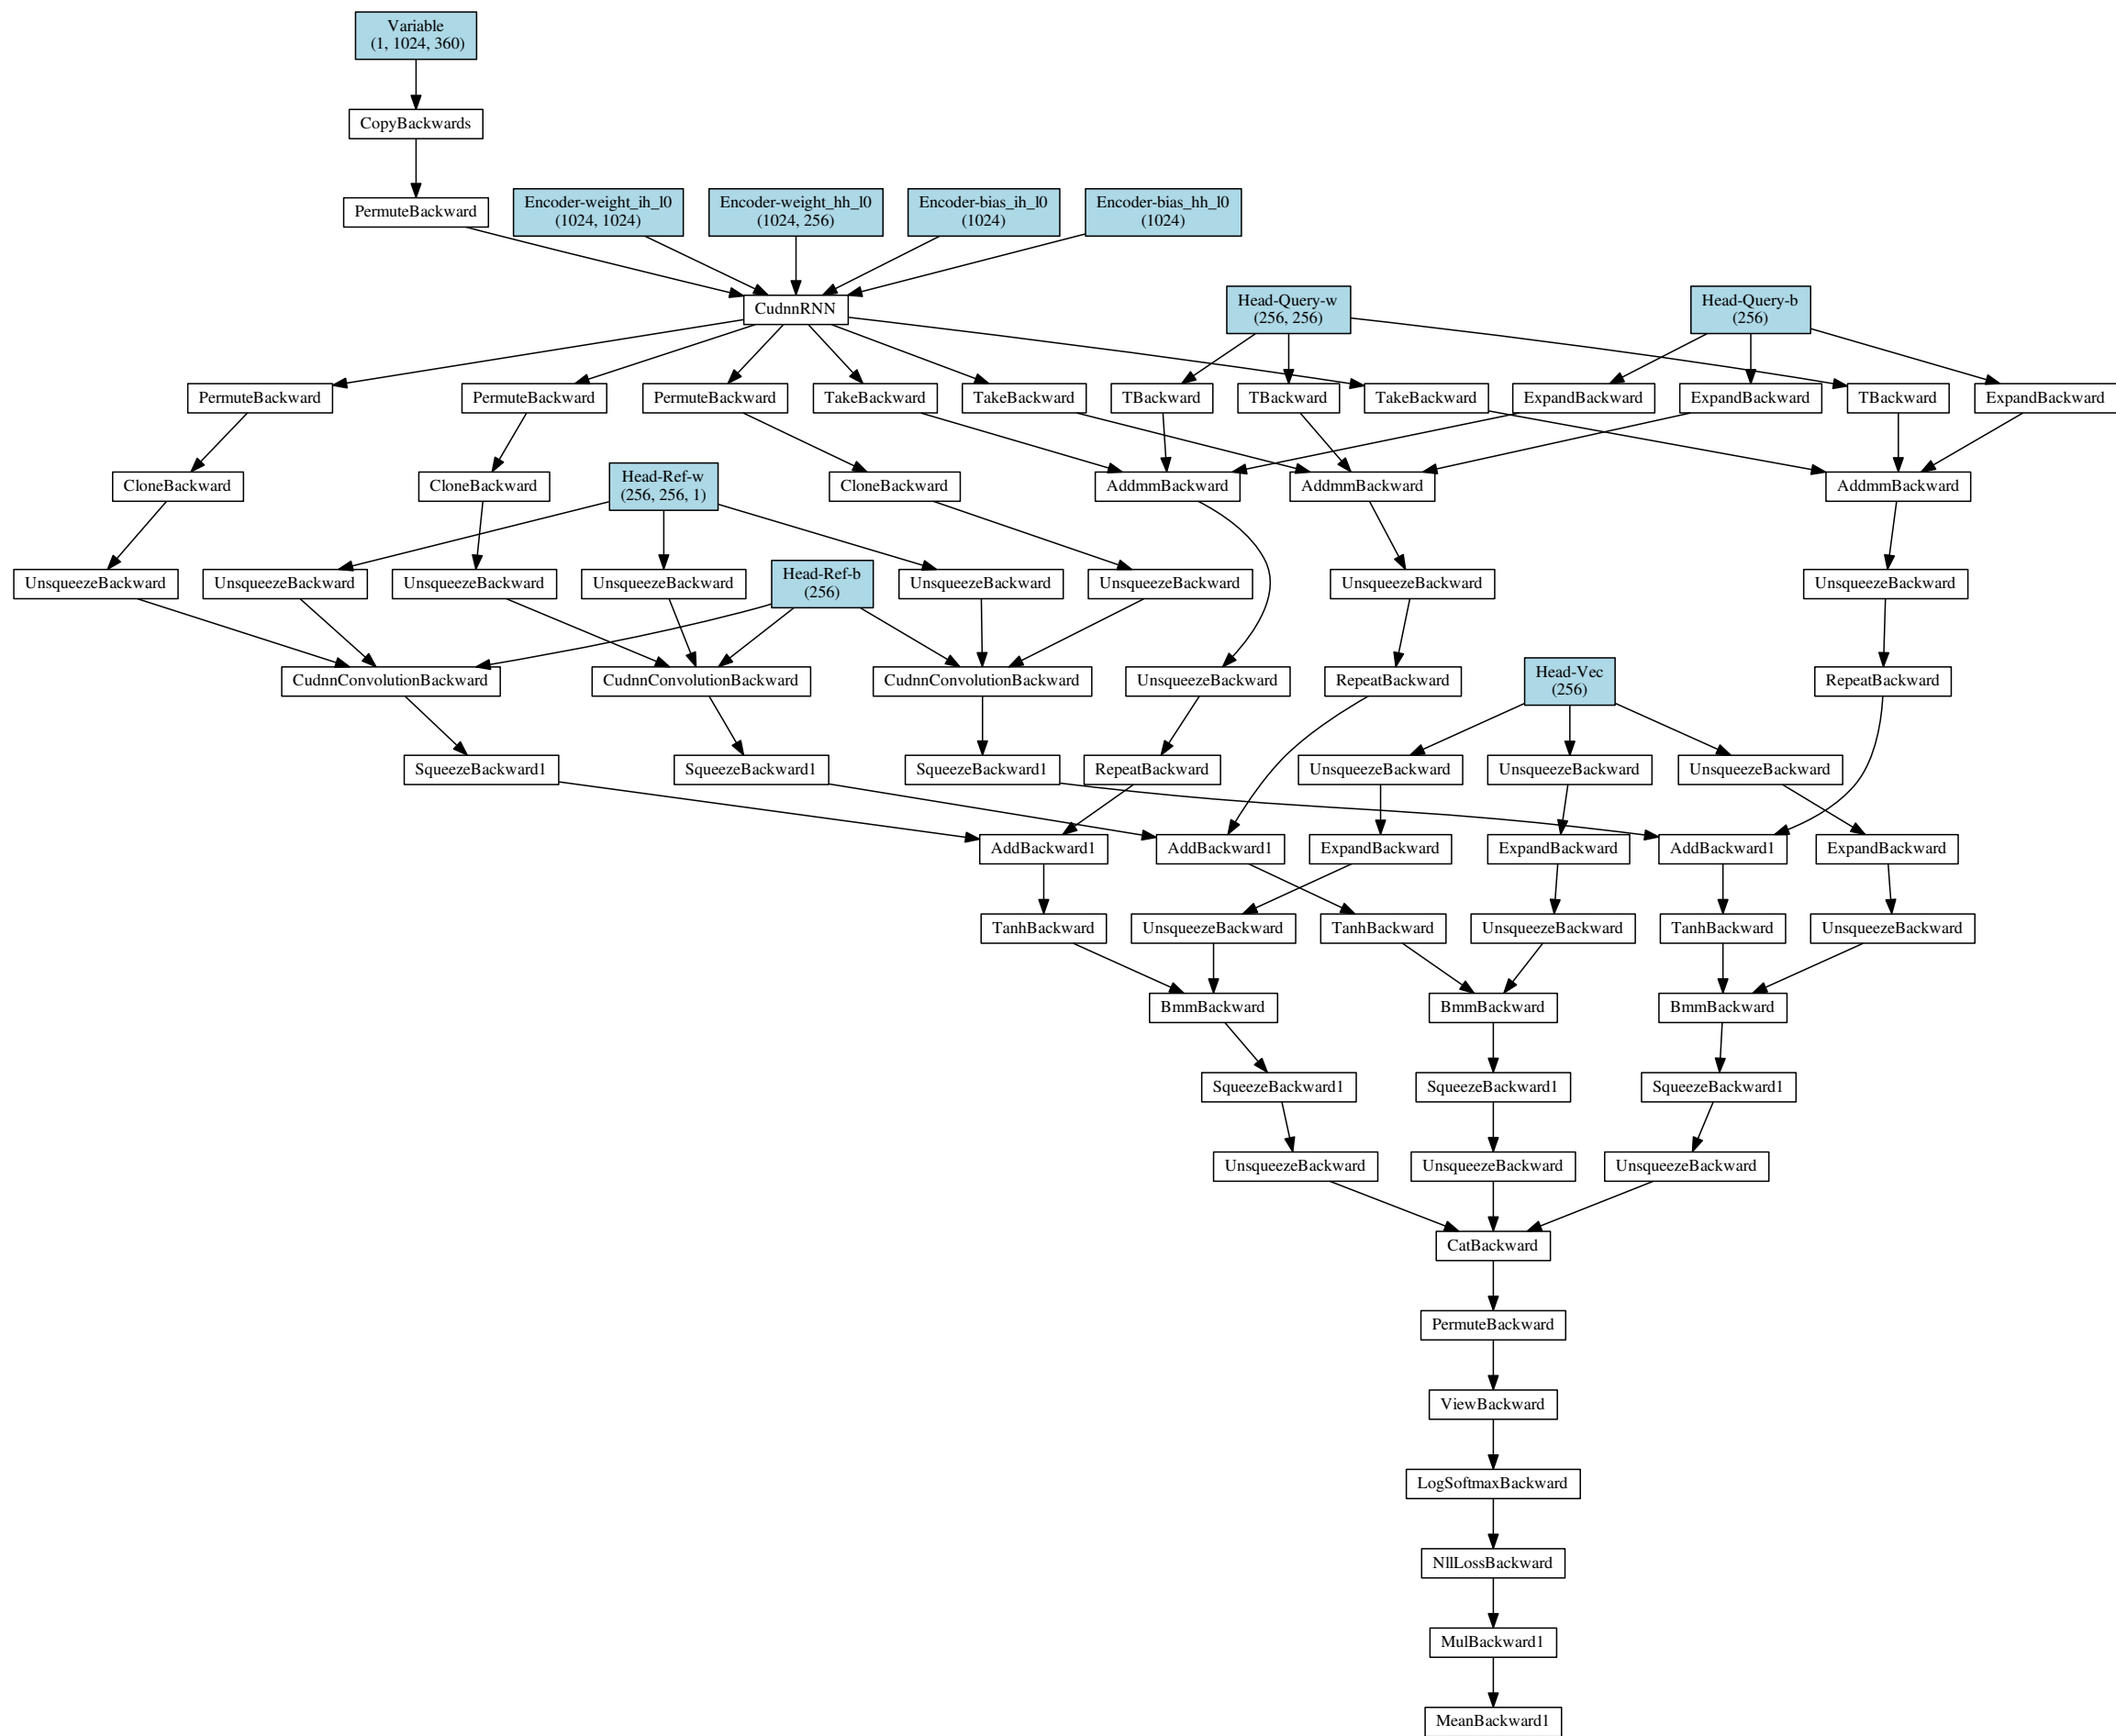 Variable
(1, 1024, 360)
CopyBackwards
PermuteBackward
Encoder-weight_ih_l0
(1024, 1024)
Encoder-weight_hh_l0
(1024, 256)
Encoder-bias_ih_l0
(1024)
Encoder-bias_hh_l0
(1024)
CudnnRNN
Head-Query-w
(256, 256)
Head-Query-b
(256)
PermuteBackward
PermuteBackward
PermuteBackward
TakeBackward
TakeBackward
TBackward
TBackward
TakeBackward
ExpandBackward
ExpandBackward
TBackward
ExpandBackward
CloneBackward
CloneBackward
Head-Ref-w
(256, 256, 1)
CloneBackward
AddmmBackward
AddmmBackward
AddmmBackward
UnsqueezeBackward
UnsqueezeBackward
UnsqueezeBackward
UnsqueezeBackward
Head-Ref-b
(256)
UnsqueezeBackward
UnsqueezeBackward
UnsqueezeBackward
UnsqueezeBackward
CudnnConvolutionBackward
CudnnConvolutionBackward
CudnnConvolutionBackward
UnsqueezeBackward
RepeatBackward
Head-Vec
(256)
RepeatBackward
SqueezeBackward1
SqueezeBackward1
SqueezeBackward1
RepeatBackward
UnsqueezeBackward
UnsqueezeBackward
UnsqueezeBackward
AddBackward1
AddBackward1
ExpandBackward
ExpandBackward
AddBackward1
ExpandBackward
TanhBackward
UnsqueezeBackward
TanhBackward
UnsqueezeBackward
TanhBackward
UnsqueezeBackward
BmmBackward
BmmBackward
BmmBackward
SqueezeBackward1
SqueezeBackward1
SqueezeBackward1
UnsqueezeBackward
UnsqueezeBackward
UnsqueezeBackward
CatBackward
PermuteBackward
ViewBackward
LogSoftmaxBackward
NllLossBackward
MulBackward1
MeanBackward1